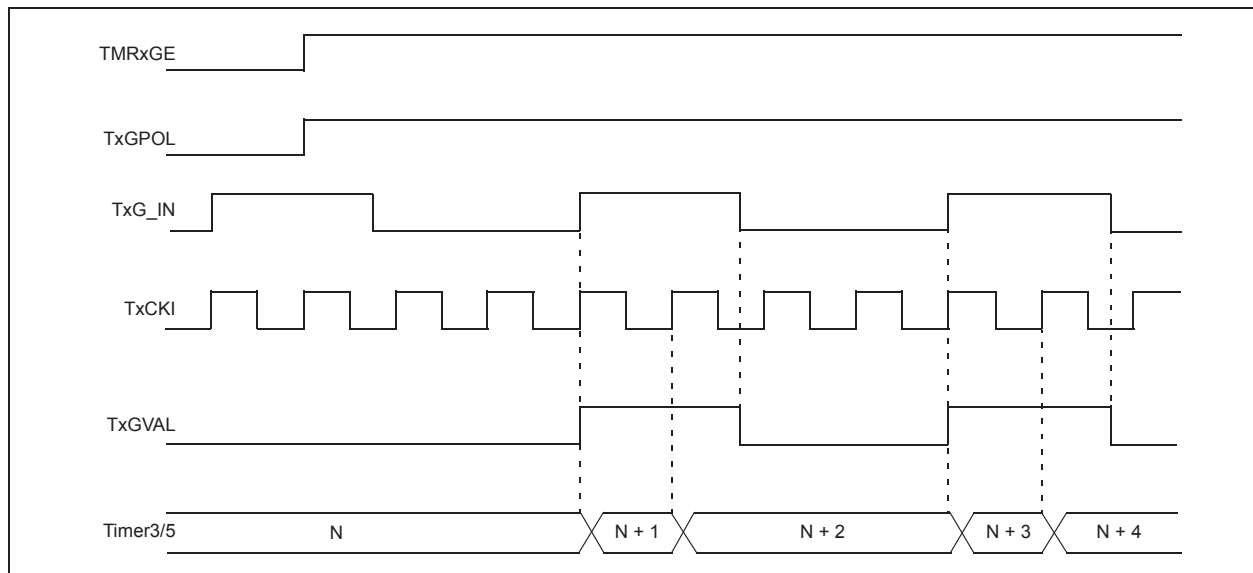 TMRxGE
TxGPOL
TxG_IN
TxCKI
TxGVAL
Timer3/5 N N + 1 N + 2 N + 3 N + 4